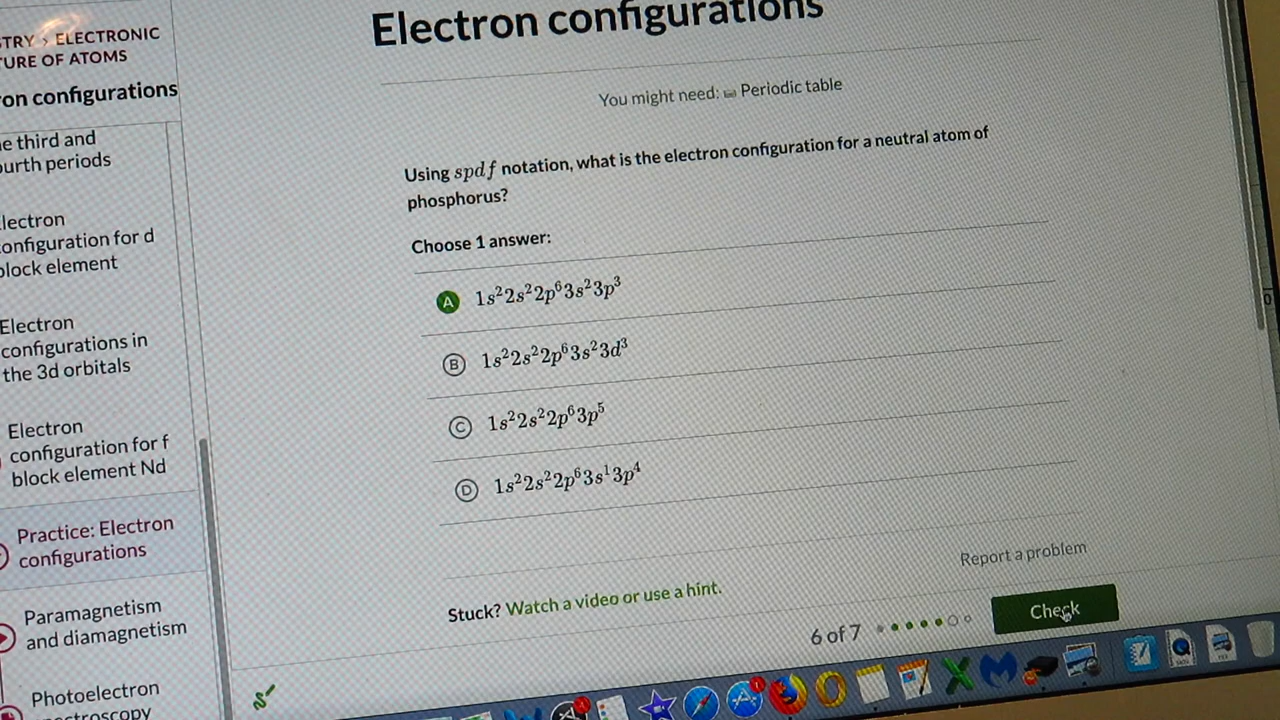 Electron configurations
STRY > ELECTRONIC
TURE OF ATOMS
on configurations
e third and
ourth periods
lectron
onfiguration for d
block element
Electron
configurations in
the 3d orbitals
Electron
configuration for f
block element Nd
Practice: Electron
configurations
Paramagnetism
and diamagnetism
Photoelectron
spectroscopy
You might need: Periodic table
Using spdf notation, what is the electron configuration for a neutral atom of
phosphorus?
Choose 1 answer:
A 1s²2s²2p⁶3s²3p³
B 1s²2s²2p⁶3s²3d³
C 1s²2s²2p⁶3p⁵
D 1s²2s²2p⁶3s¹3p⁴
Report a problem
Stuck? Watch a video or use a hint.
6 of 7
Check